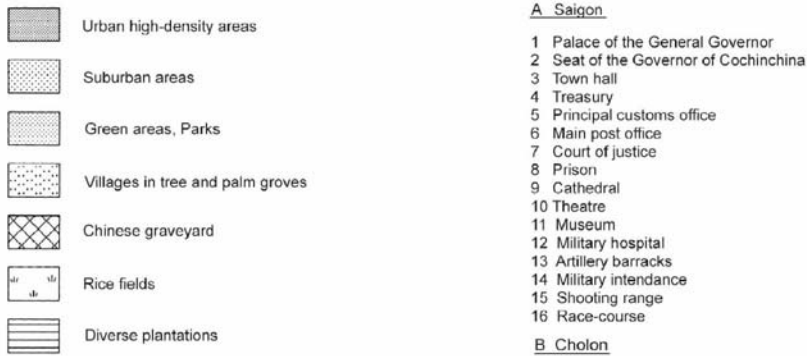 Urban high-density areas
Suburban areas
Green areas, Parks
Villages in tree and palm groves
Chinese graveyard
Rice fields
Diverse plantations
A Saigon
1 Palace of the General Governor
2 Seat of the Governor of Cochinchina
3 Town hall
4 Treasury
5 Principal customs office
6 Main post office
7 Court of justice
8 Prison
9 Cathedral
10 Theatre
11 Museum
12 Military hospital
13 Artillery barracks
14 Military intendance
15 Shooting range
16 Race-course
B Cholon